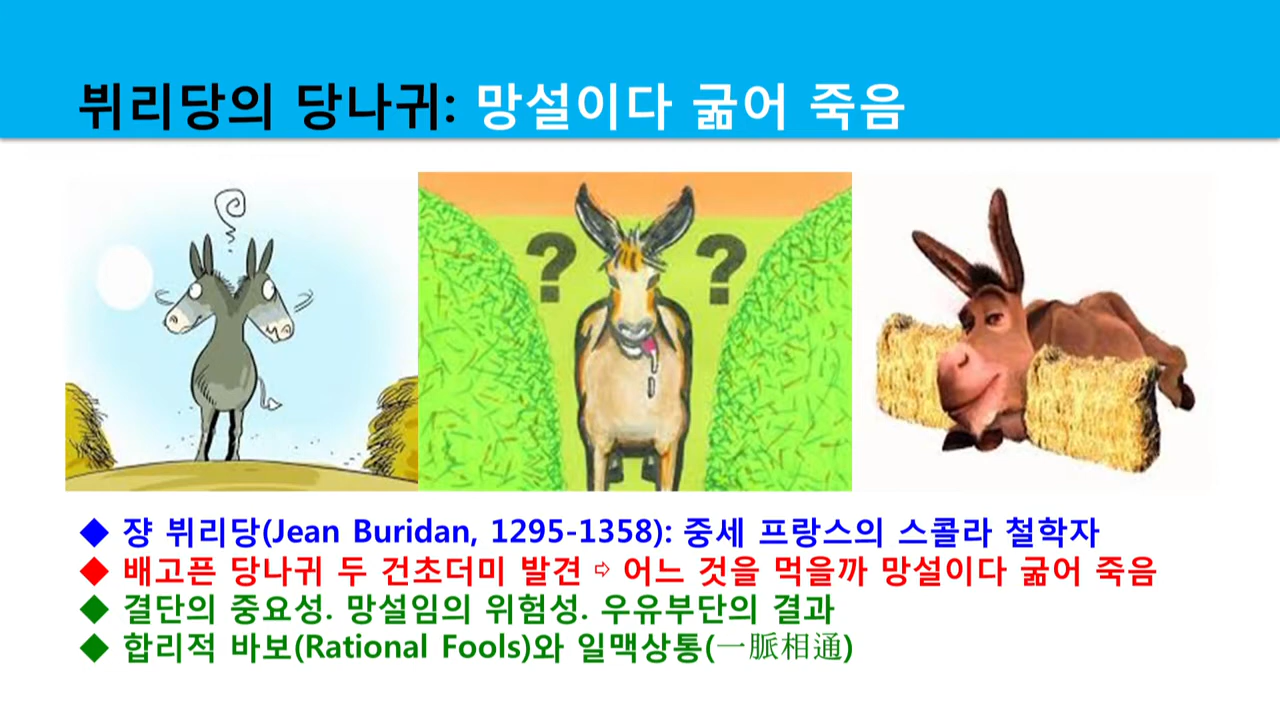 뷔리당의 당나귀: 망설이다 굶어 죽음
? ?
◆ 쟝 뷔리당(Jean Buridan, 1295-1358): 중세 프랑스의 스콜라 철학자
◆ 배고픈 당나귀 두 건초더미 발견 ⇨ 어느 것을 먹을까 망설이다 굶어 죽음
◆ 결단의 중요성. 망설임의 위험성. 우유부단의 결과
◆ 합리적 바보(Rational Fools)와 일맥상통(一脈相通)